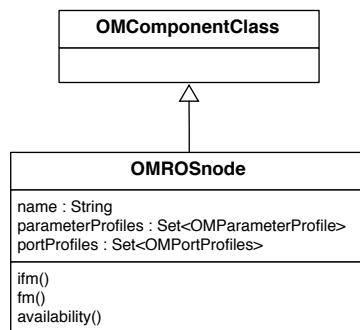 OMComponentClass
OMROSnode
name : String
parameterProfiles : Set<OMParameterProfile>
portProfiles : Set<OMPortProfiles>
ifm()
fm()
availability()